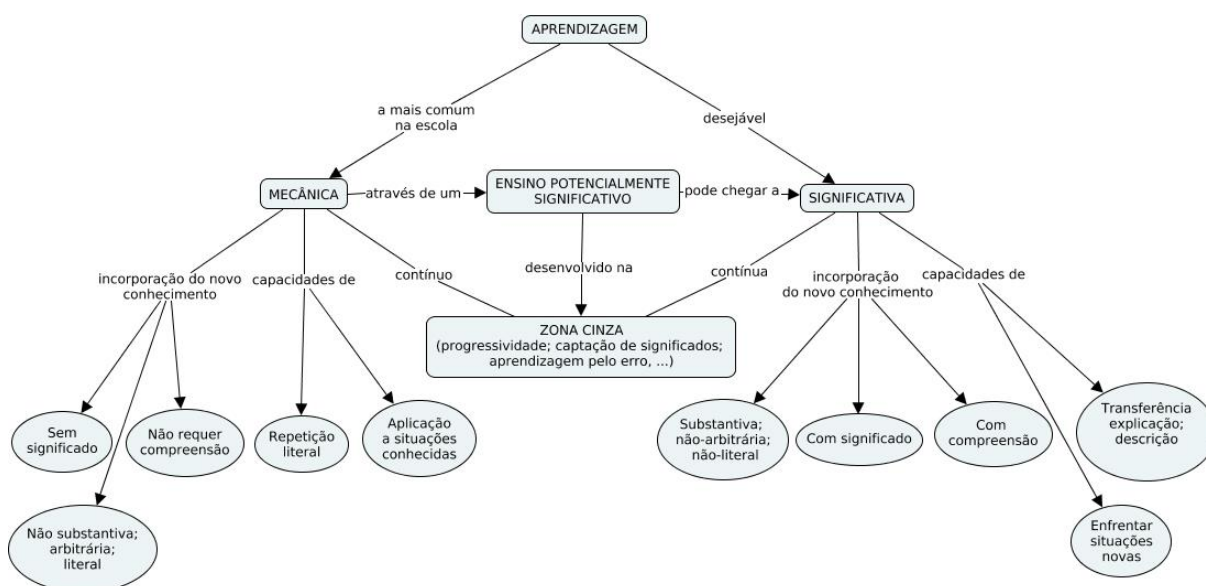 APRENDIZAGEM
a mais comum
na escola
desejável
MECÂNICA
através de um
ENSINO POTENCIALMENTE
SIGNIFICATIVO
pode chegar a
SIGNIFICATIVA
incorporação do novo
conhecimento
capacidades de
contínuo
desenvolvido na
contínua
incorporação
do novo conhecimento
capacidades de
ZONA CINZA
(progressividade; captação de significados;
aprendizagem pelo erro, ...)
Sem
significado
Não requer
compreensão
Repetição
literal
Aplicação
a situações
conhecidas
Substantiva;
não-arbitrária;
não-literal
Com significado
Com
compreensão
Transferência
explicação;
descrição
Não substantiva;
arbitrária;
literal
Enfrentar
situações
novas